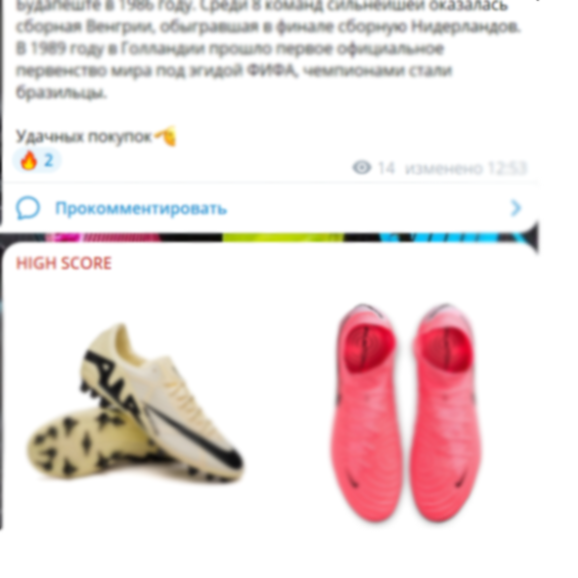 Будапеште в 1986 году. Среди 8 команд сильнейшей оказалась
сборная Венгрии, обыгравшая в финале сборную Нидерландов.
В 1989 году в Голландии прошло первое официальное
первенство мира под эгидой ФИФА, чемпионами стали
бразильцы.
Удачных покупок
2
14 изменено 12:53
Прокомментировать
HIGH SCORE